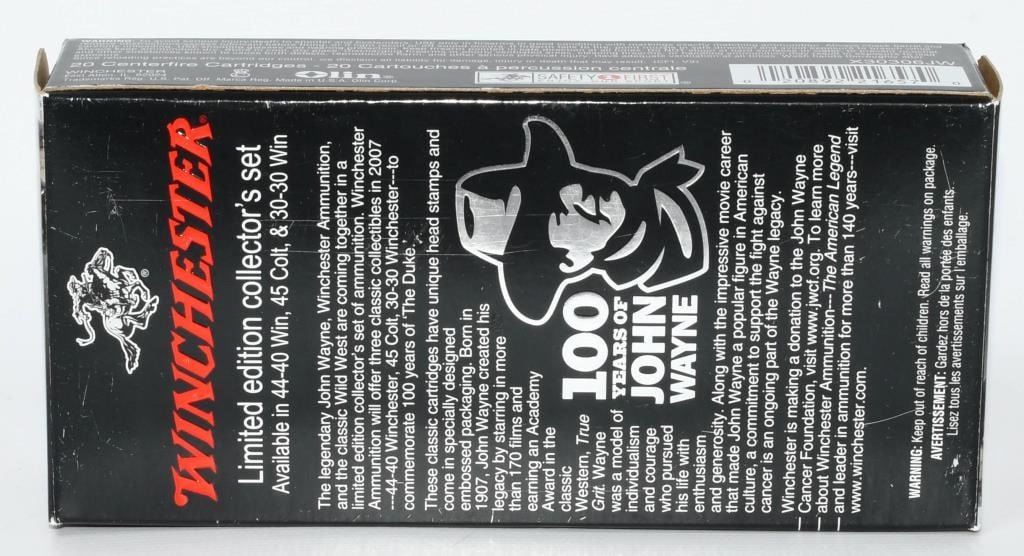 20 Centerfire Cartridges - 20 Cartouches à percussion centrale
WINCHESTER
Made in U.S.A. Olin Corp.
Olin®
SAFETY FIRST
X30306JW
WINCHESTER®
Limited edition collector's set
Available in 44-40 Win, 45 Colt, & 30-30 Win
The legendary John Wayne, Winchester Ammunition,
and the classic Wild West are coming together in a
limited edition collector's set of ammunition. Winchester
Ammunition will offer three classic collectibles in 2007
---44-40 Winchester, 45 Colt, 30-30 Winchester---to
commemorate 100 years of 'The Duke.'
These classic cartridges have unique head stamps and
come in specially designed
embossed packaging. Born in
1907, John Wayne created his
legacy by starring in more
than 170 films and
earning an Academy
Award in the
classic
Western, True
Grit. Wayne
was a model of
individualism
and courage
who pursued
his life with
enthusiasm
and generosity. Along with the impressive movie career
that made John Wayne a popular figure in American
culture, a commitment to support the fight against
cancer is an ongoing part of the Wayne legacy.
100
YEARS OF
JOHN
WAYNE
Winchester is making a donation to the John Wayne
Cancer Foundation, visit www.jwcf.org. To learn more
about Winchester Ammunition---The American Legend
and leader in ammunition for more than 140 years---visit
www.winchester.com.
WARNING: Keep out of reach of children. Read all warnings on package.
AVERTISSEMENT: Gardez hors de la portée des enfants.
Lisez tous les avertissements sur l'emballage.